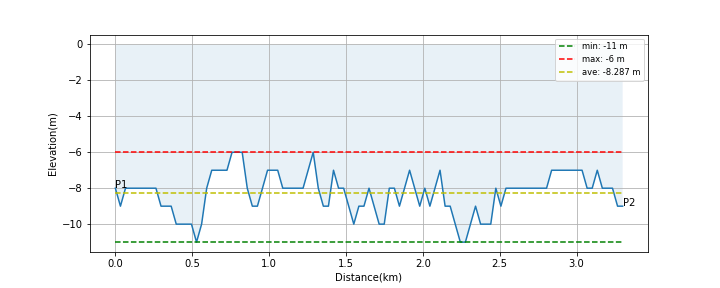 0
−2
−4
−6
−8
−10
Elevation(m)
min: -11 m
max: -6 m
ave: -8.287 m
P1
P2
0.0 0.5 1.0 1.5 2.0 2.5 3.0
Distance(km)